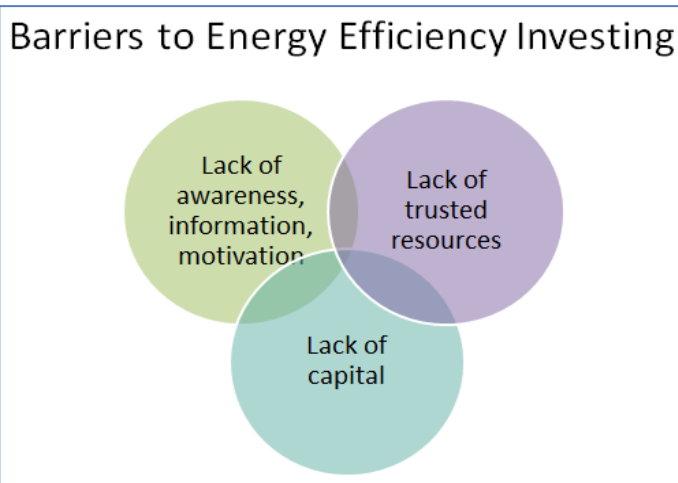 Barriers to Energy Efficiency Investing
Lack of
awareness,
information,
motivation
Lack of
trusted
resources
Lack of
capital